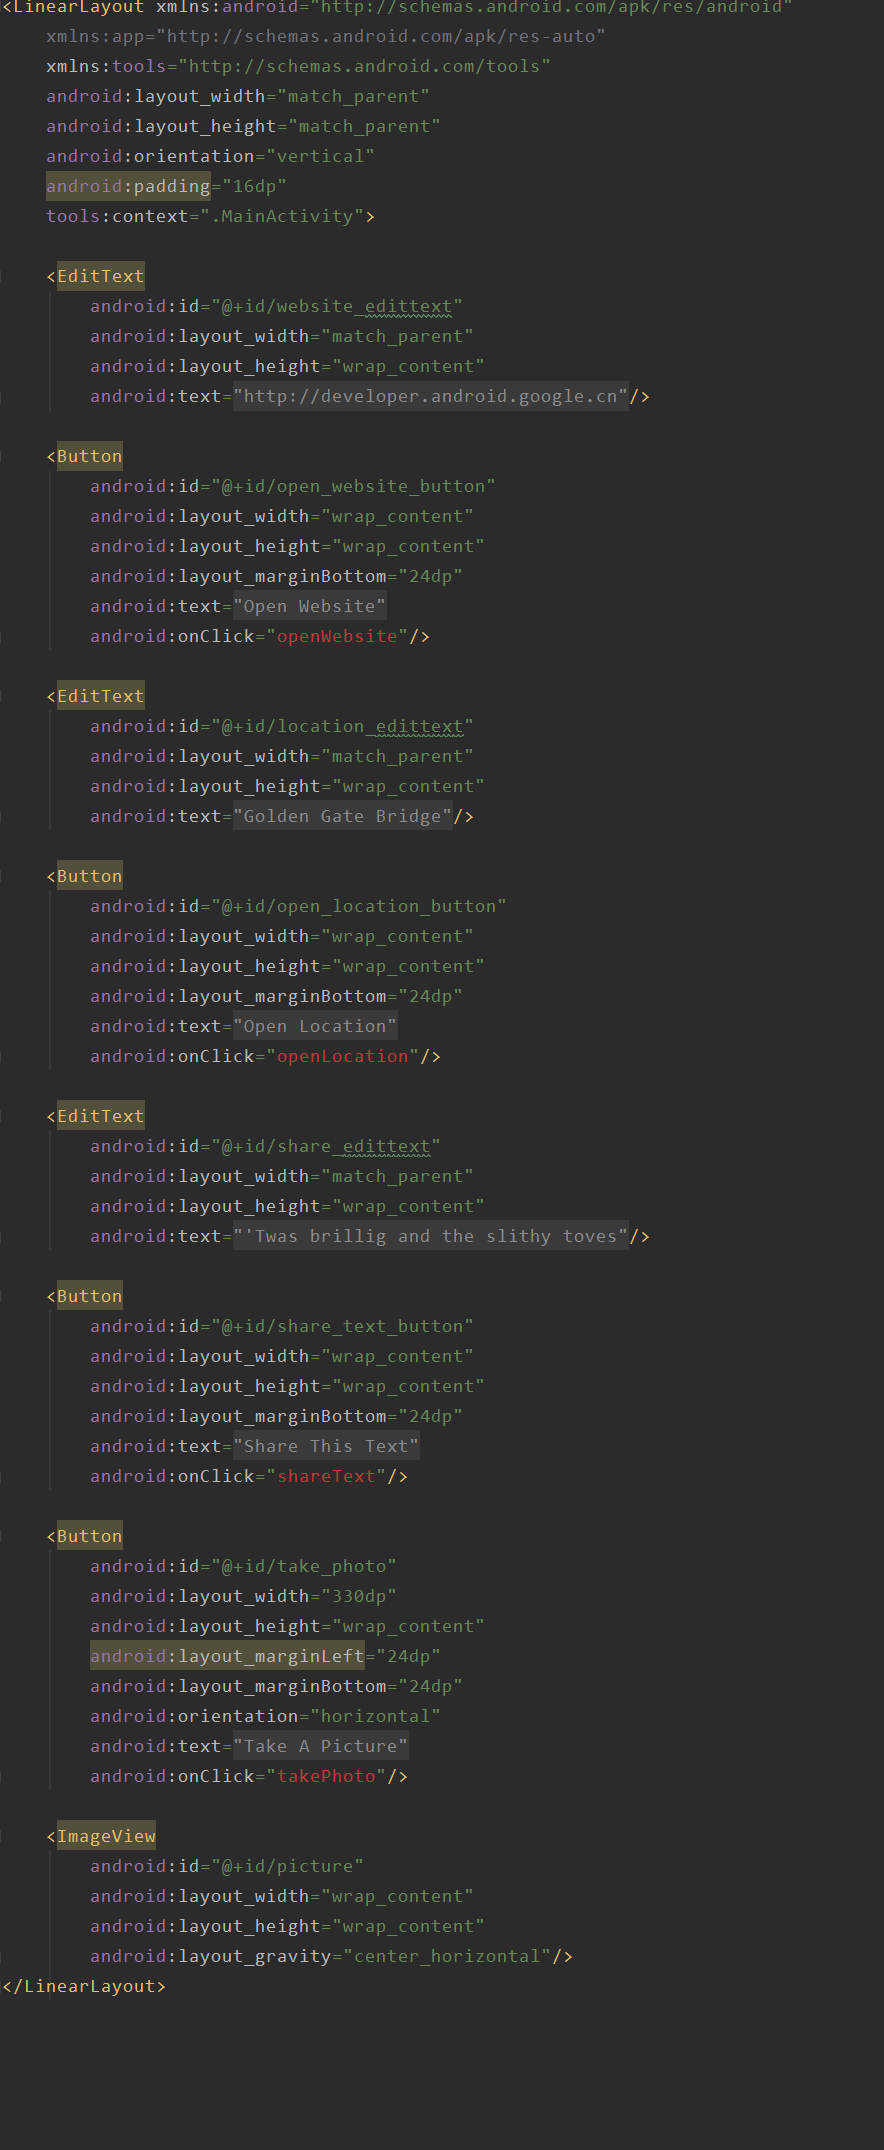 <LinearLayout xmlns:android="http://schemas.android.com/apk/res/android"
xmlns:app="http://schemas.android.com/apk/res-auto"
xmlns:tools="http://schemas.android.com/tools"
android:layout_width="match_parent"
android:layout_height="match_parent"
android:orientation="vertical"
android:padding="16dp"
tools:context=".MainActivity">
<EditText
android:id="@+id/website_edittext"
android:layout_width="match_parent"
android:layout_height="wrap_content"
android:text="http://developer.android.google.cn"/>
<Button
android:id="@+id/open_website_button"
android:layout_width="wrap_content"
android:layout_height="wrap_content"
android:layout_marginBottom="24dp"
android:text="Open Website"
android:onClick="openWebsite"/>
<EditText
android:id="@+id/location_edittext"
android:layout_width="match_parent"
android:layout_height="wrap_content"
android:text="Golden Gate Bridge"/>
<Button
android:id="@+id/open_location_button"
android:layout_width="wrap_content"
android:layout_height="wrap_content"
android:layout_marginBottom="24dp"
android:text="Open Location"
android:onClick="openLocation"/>
<EditText
android:id="@+id/share_edittext"
android:layout_width="match_parent"
android:layout_height="wrap_content"
android:text="'Twas brillig and the slithy toves"/>
<Button
android:id="@+id/share_text_button"
android:layout_width="wrap_content"
android:layout_height="wrap_content"
android:layout_marginBottom="24dp"
android:text="Share This Text"
android:onClick="shareText"/>
<Button
android:id="@+id/take_photo"
android:layout_width="330dp"
android:layout_height="wrap_content"
android:layout_marginLeft="24dp"
android:layout_marginBottom="24dp"
android:orientation="horizontal"
android:text="Take A Picture"
android:onClick="takePhoto"/>
<ImageView
android:id="@+id/picture"
android:layout_width="wrap_content"
android:layout_height="wrap_content"
android:layout_gravity="center_horizontal"/>
</LinearLayout>